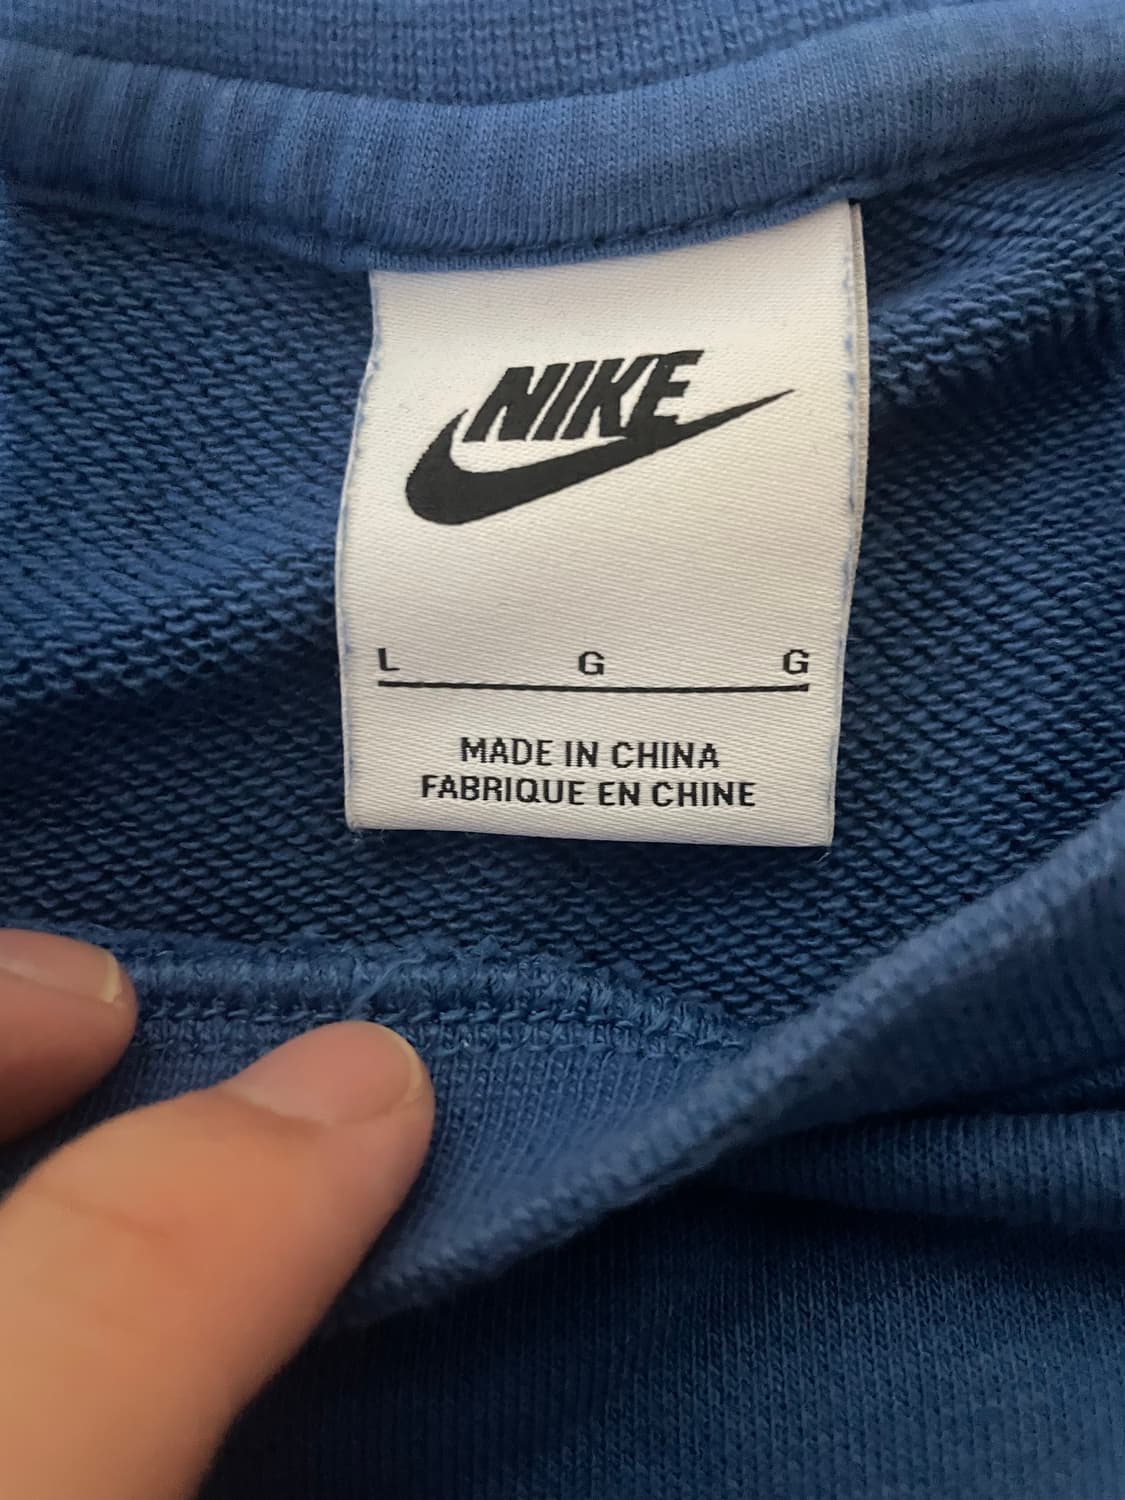 NIKE
L G G
MADE IN CHINA
FABRIQUE EN CHINE